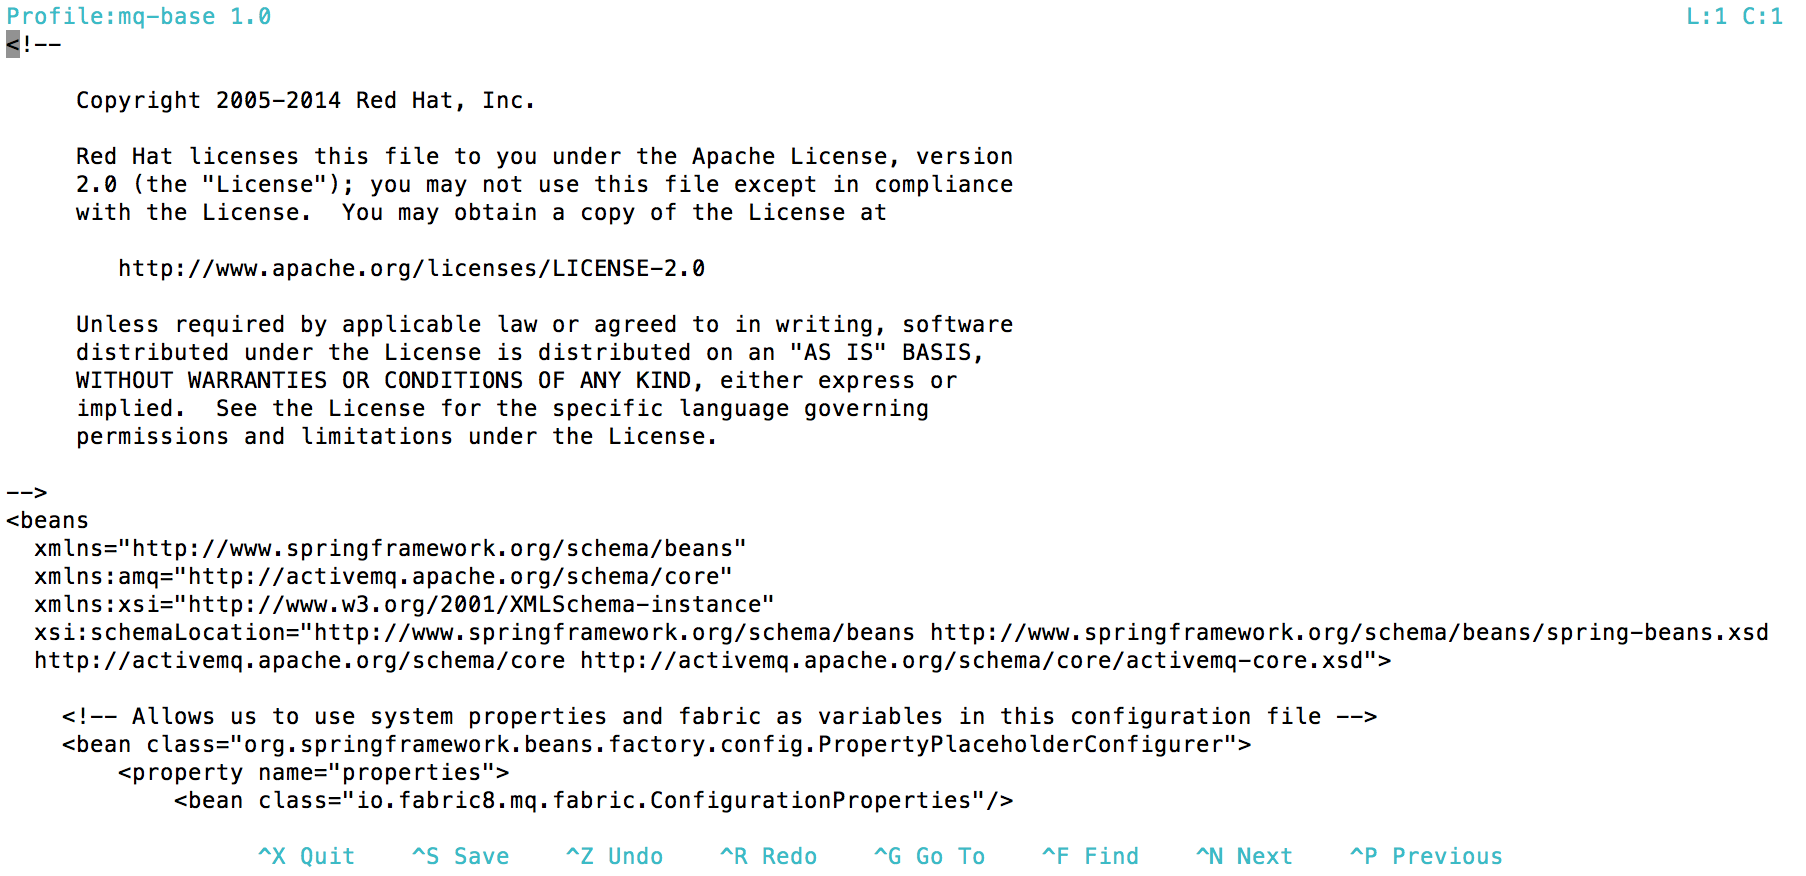 Profile:mq-base 1.0 L:1 C:1
<!--
Copyright 2005-2014 Red Hat, Inc.
Red Hat licenses this file to you under the Apache License, version
2.0 (the "License"); you may not use this file except in compliance
with the License.  You may obtain a copy of the License at
http://www.apache.org/licenses/LICENSE-2.0
Unless required by applicable law or agreed to in writing, software
distributed under the License is distributed on an "AS IS" BASIS,
WITHOUT WARRANTIES OR CONDITIONS OF ANY KIND, either express or
implied.  See the License for the specific language governing
permissions and limitations under the License.
-->
<beans
xmlns="http://www.springframework.org/schema/beans"
xmlns:amq="http://activemq.apache.org/schema/core"
xmlns:xsi="http://www.w3.org/2001/XMLSchema-instance"
xsi:schemaLocation="http://www.springframework.org/schema/beans http://www.springframework.org/schema/beans/spring-beans.xsd
http://activemq.apache.org/schema/core http://activemq.apache.org/schema/core/activemq-core.xsd">
<!-- Allows us to use system properties and fabric as variables in this configuration file -->
<bean class="org.springframework.beans.factory.config.PropertyPlaceholderConfigurer">
<property name="properties">
<bean class="io.fabric8.mq.fabric.ConfigurationProperties"/>
^X Quit    ^S Save    ^Z Undo    ^R Redo    ^G Go To    ^F Find    ^N Next    ^P Previous